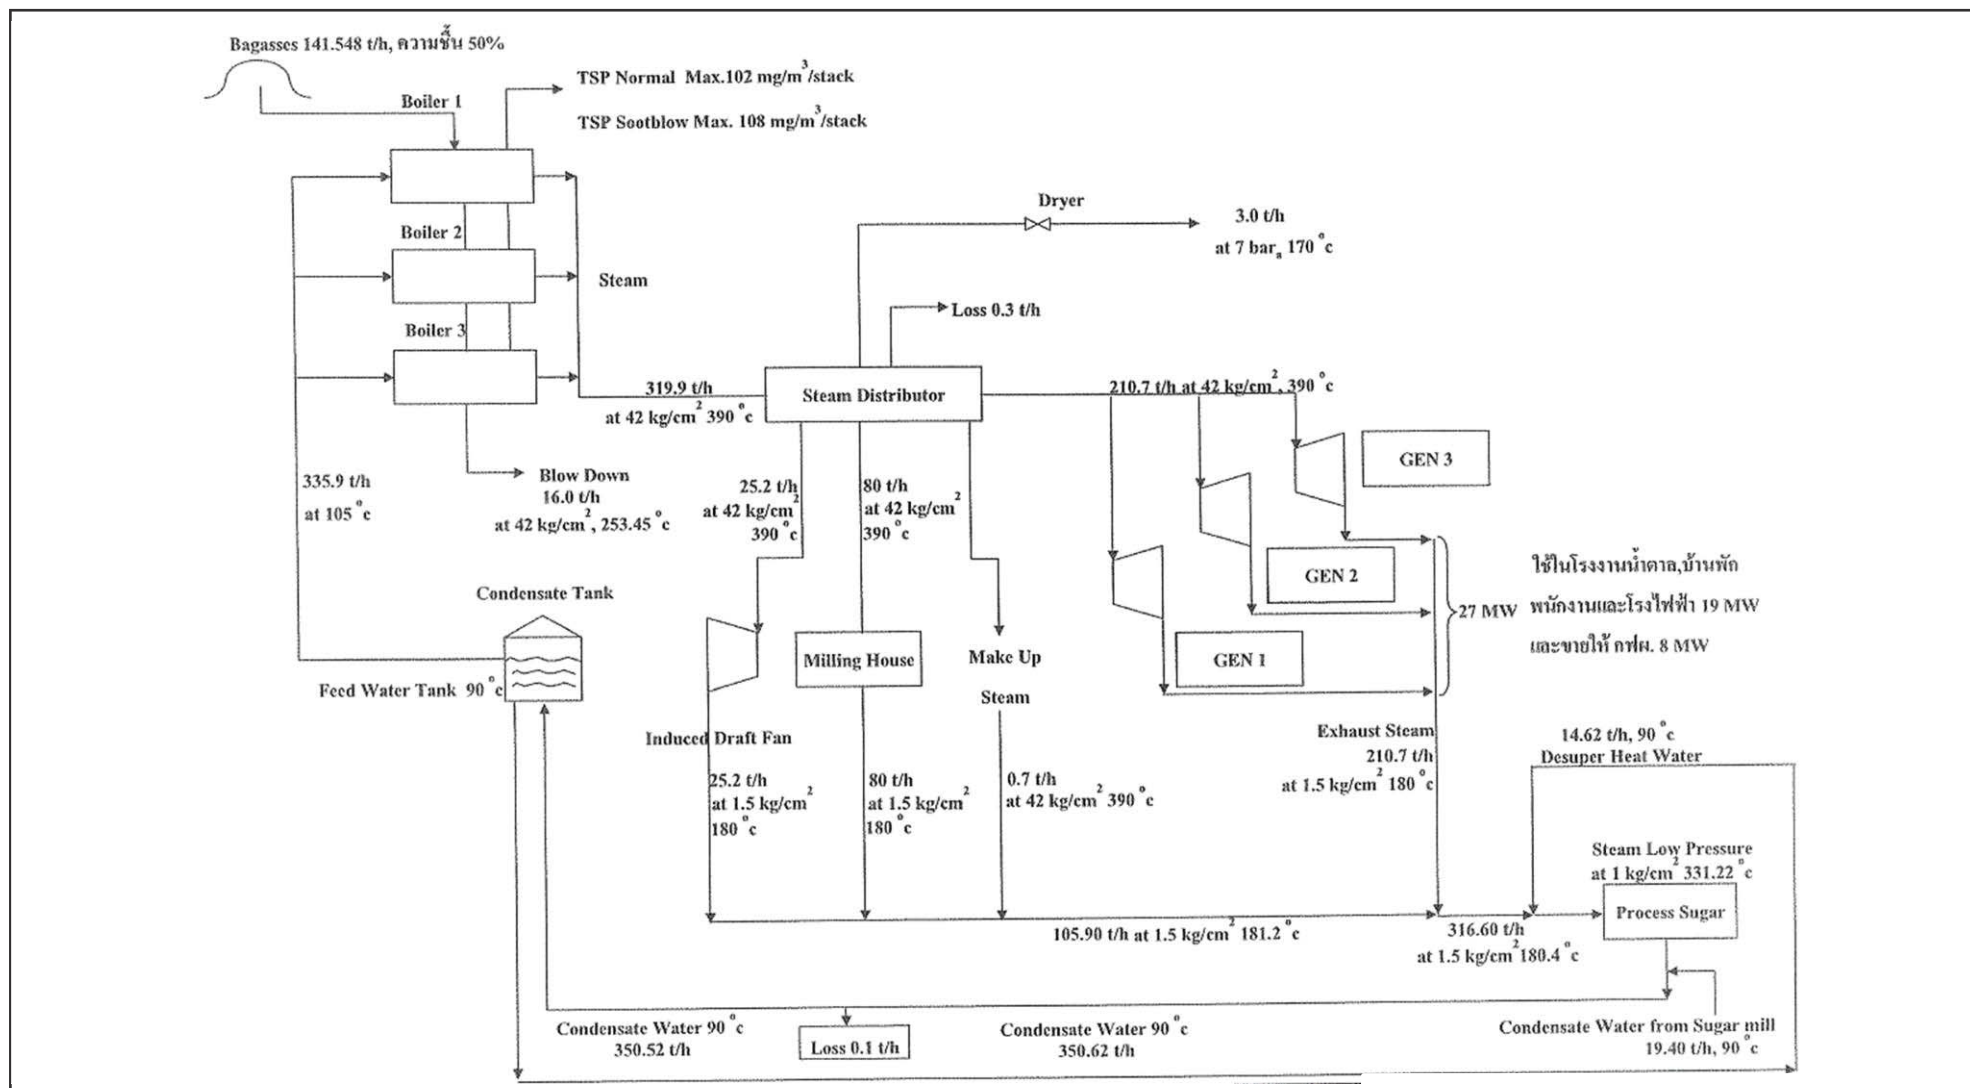 Bagasses 141.548 t/h, ความชื้น 50%
TSP Normal Max.102 mg/m³/stack
Boiler 1
TSP Sootblow Max. 108 mg/m³/stack
Dryer
3.0 t/h
at 7 barₐ 170 °c
Boiler 2
Steam
Loss 0.3 t/h
Boiler 3
319.9 t/h
at 42 kg/cm² 390 °c
Steam Distributor
210.7 t/h at 42 kg/cm², 390 °c
GEN 3
335.9 t/h
at 105 °c
Blow Down
16.0 t/h
at 42 kg/cm², 253.45 °c
25.2 t/h
at 42 kg/cm²
390 °c
80 t/h
at 42 kg/cm²
390 °c
GEN 2
27 MW
ใช้ในโรงงานน้ำตาล,บ้านพัก
พนักงานและโรงไฟฟ้า 19 MW
และขายให้ กฟผ. 8 MW
Condensate Tank
Feed Water Tank 90 °c
Milling House
Make Up
Steam
GEN 1
Induced Draft Fan
25.2 t/h
at 1.5 kg/cm²
180 °c
80 t/h
at 1.5 kg/cm²
180 °c
0.7 t/h
at 42 kg/cm² 390 °c
Exhaust Steam
210.7 t/h
at 1.5 kg/cm² 180 °c
14.62 t/h, 90 °c
Desuper Heat Water
Steam Low Pressure
at 1 kg/cm² 331.22 °c
Process Sugar
105.90 t/h at 1.5 kg/cm² 181.2 °c
316.60 t/h
at 1.5 kg/cm² 180.4 °c
Condensate Water 90 °c
350.52 t/h
Loss 0.1 t/h
Condensate Water 90 °c
350.62 t/h
Condensate Water from Sugar mill
19.40 t/h, 90 °c